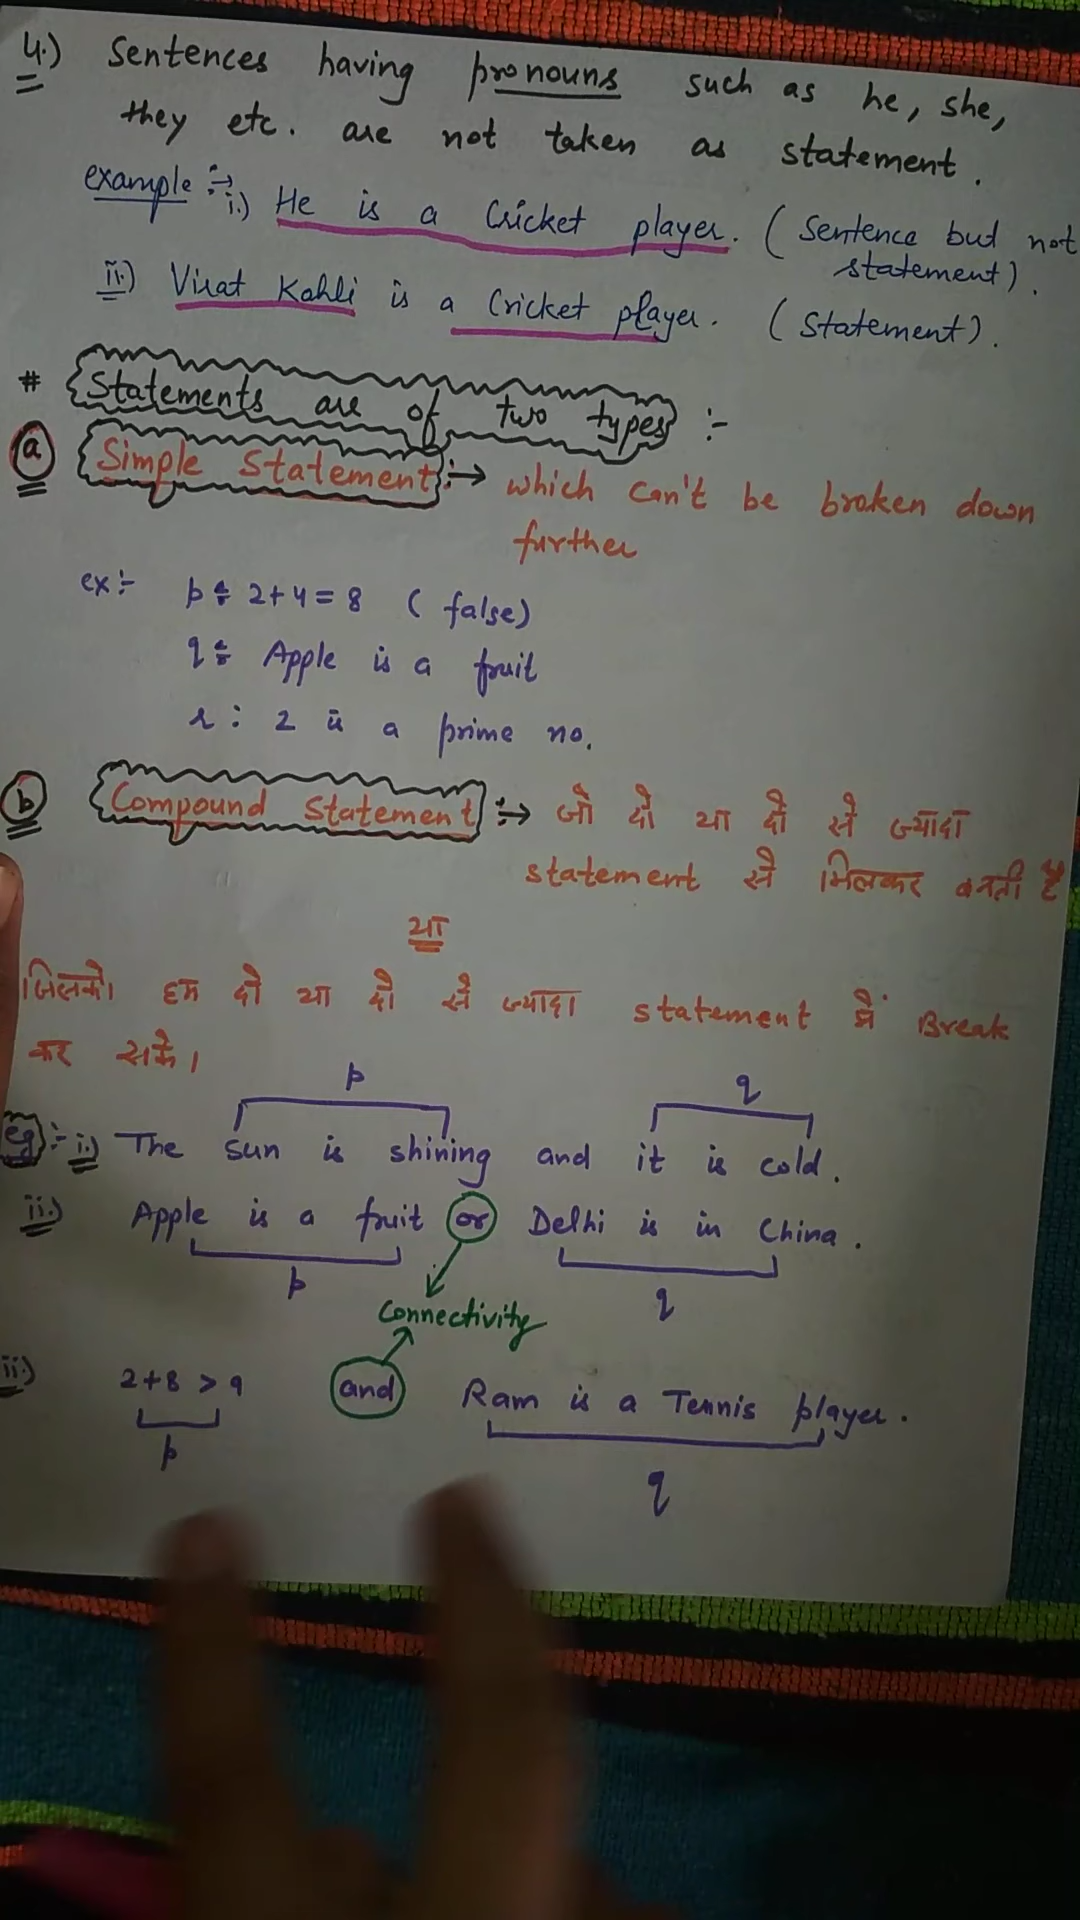 4.) Sentences having pronouns such as he, she,
they etc. are not taken as statement.
example :→ i.) He is a Cricket player. ( Sentence but not
statement).
ii.) Virat Kohli is a Cricket player. ( Statement).
# Statements are of two types :-
a Simple Statement :→ which can't be broken down
further
ex :- p : 2+4=8 ( false)
q : Apple is a fruit
r : 2 is a prime no.
b Compound Statement :→ जो दो या दो से ज्यादा
statement से मिलकर बनती है
या
जिसको हम दो या दो से ज्यादा statement में Break
कर सके।
p q
eg :- i.) The sun is shining and it is cold.
ii.) Apple is a fruit or Delhi is in China.
p q
Connectivity
ii.) 2+8 > 9 and Ram is a Tennis player.
p
q